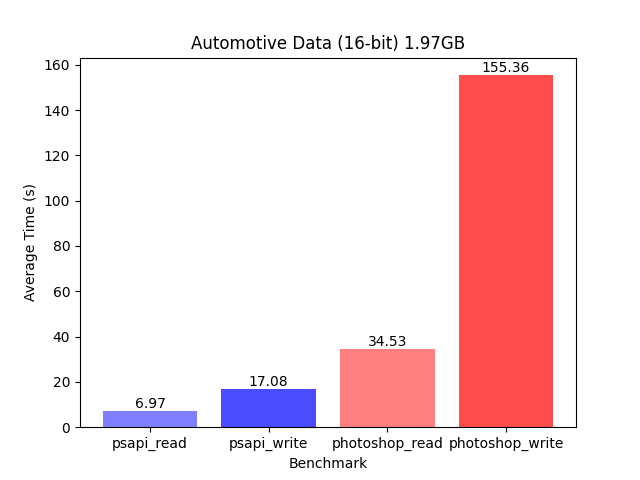 Automotive Data (16-bit) 1.97GB
Average Time (s)
160
140
120
100
80
60
40
20
0
6.97
17.08
34.53
155.36
psapi_read
psapi_write
photoshop_read
photoshop_write
Benchmark